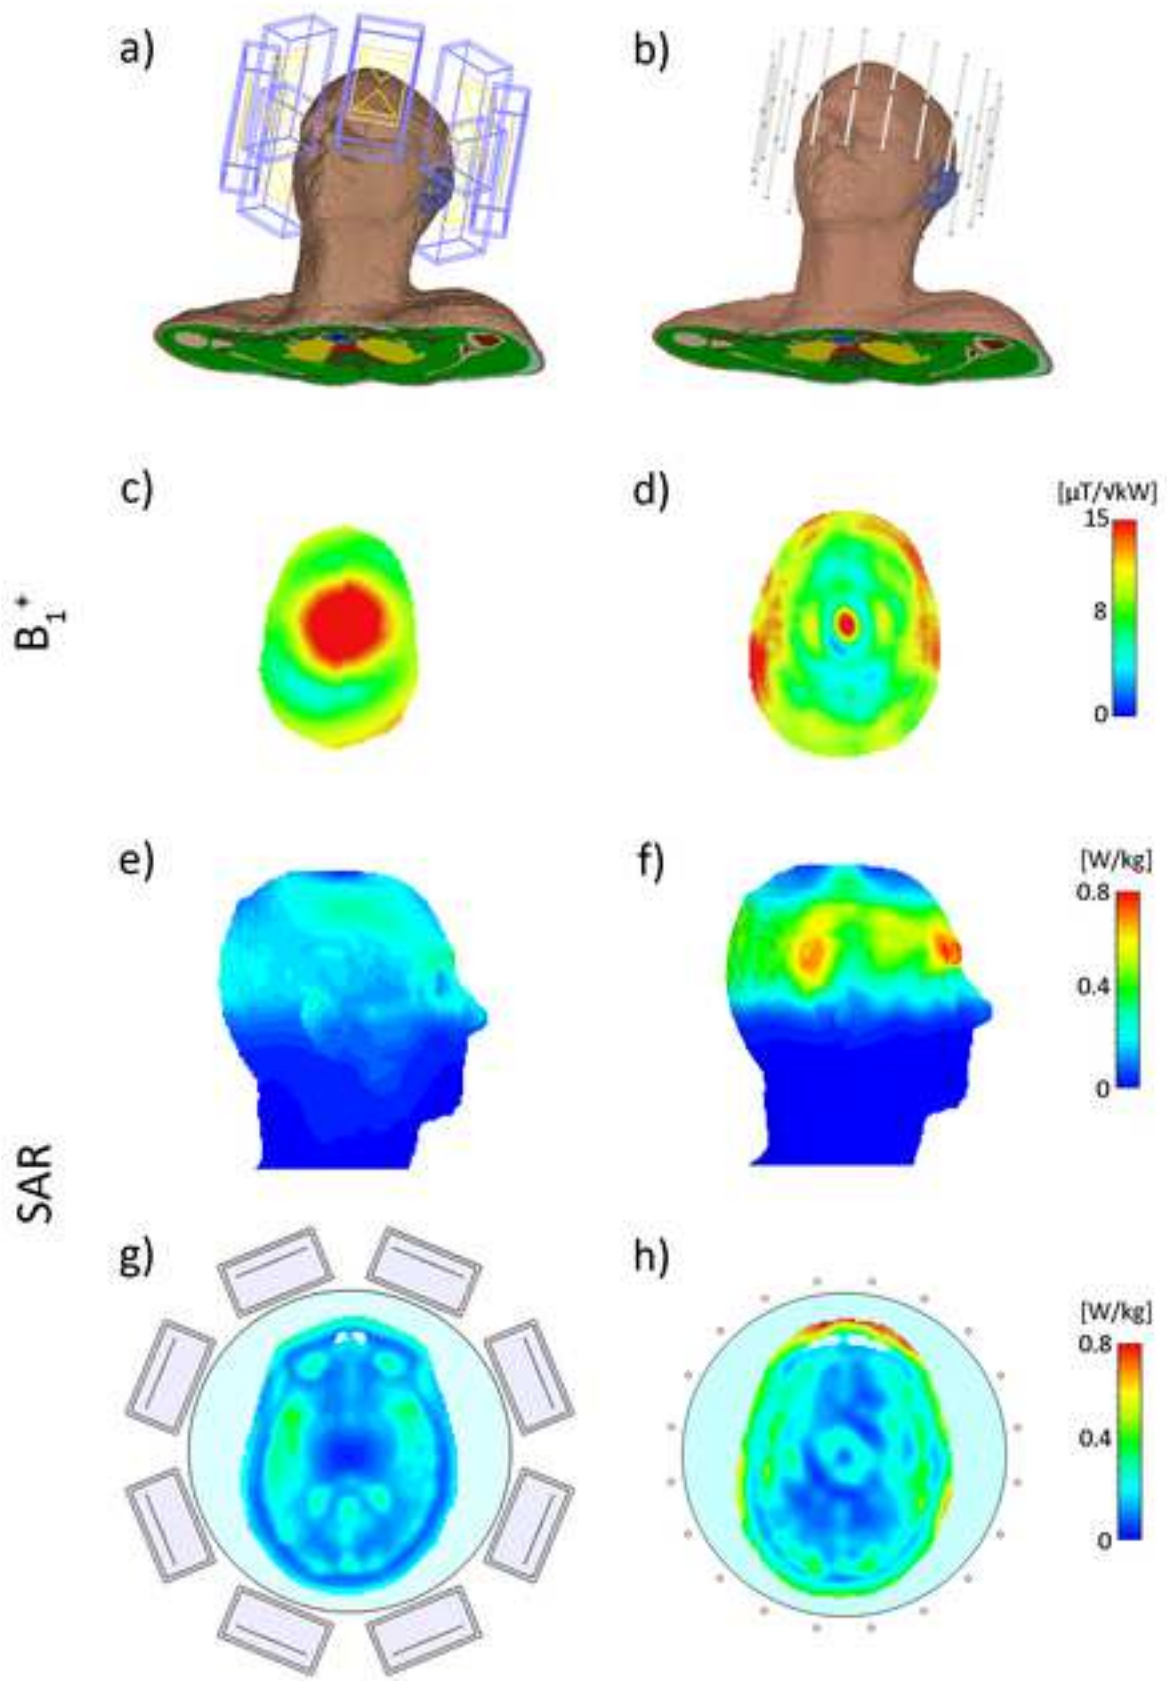 a)
b)
c)
d)
[μT/√kW]
15
8
0
B₁⁺
e)
f)
[W/kg]
0.8
0.4
0
SAR
g)
h)
[W/kg]
0.8
0.4
0